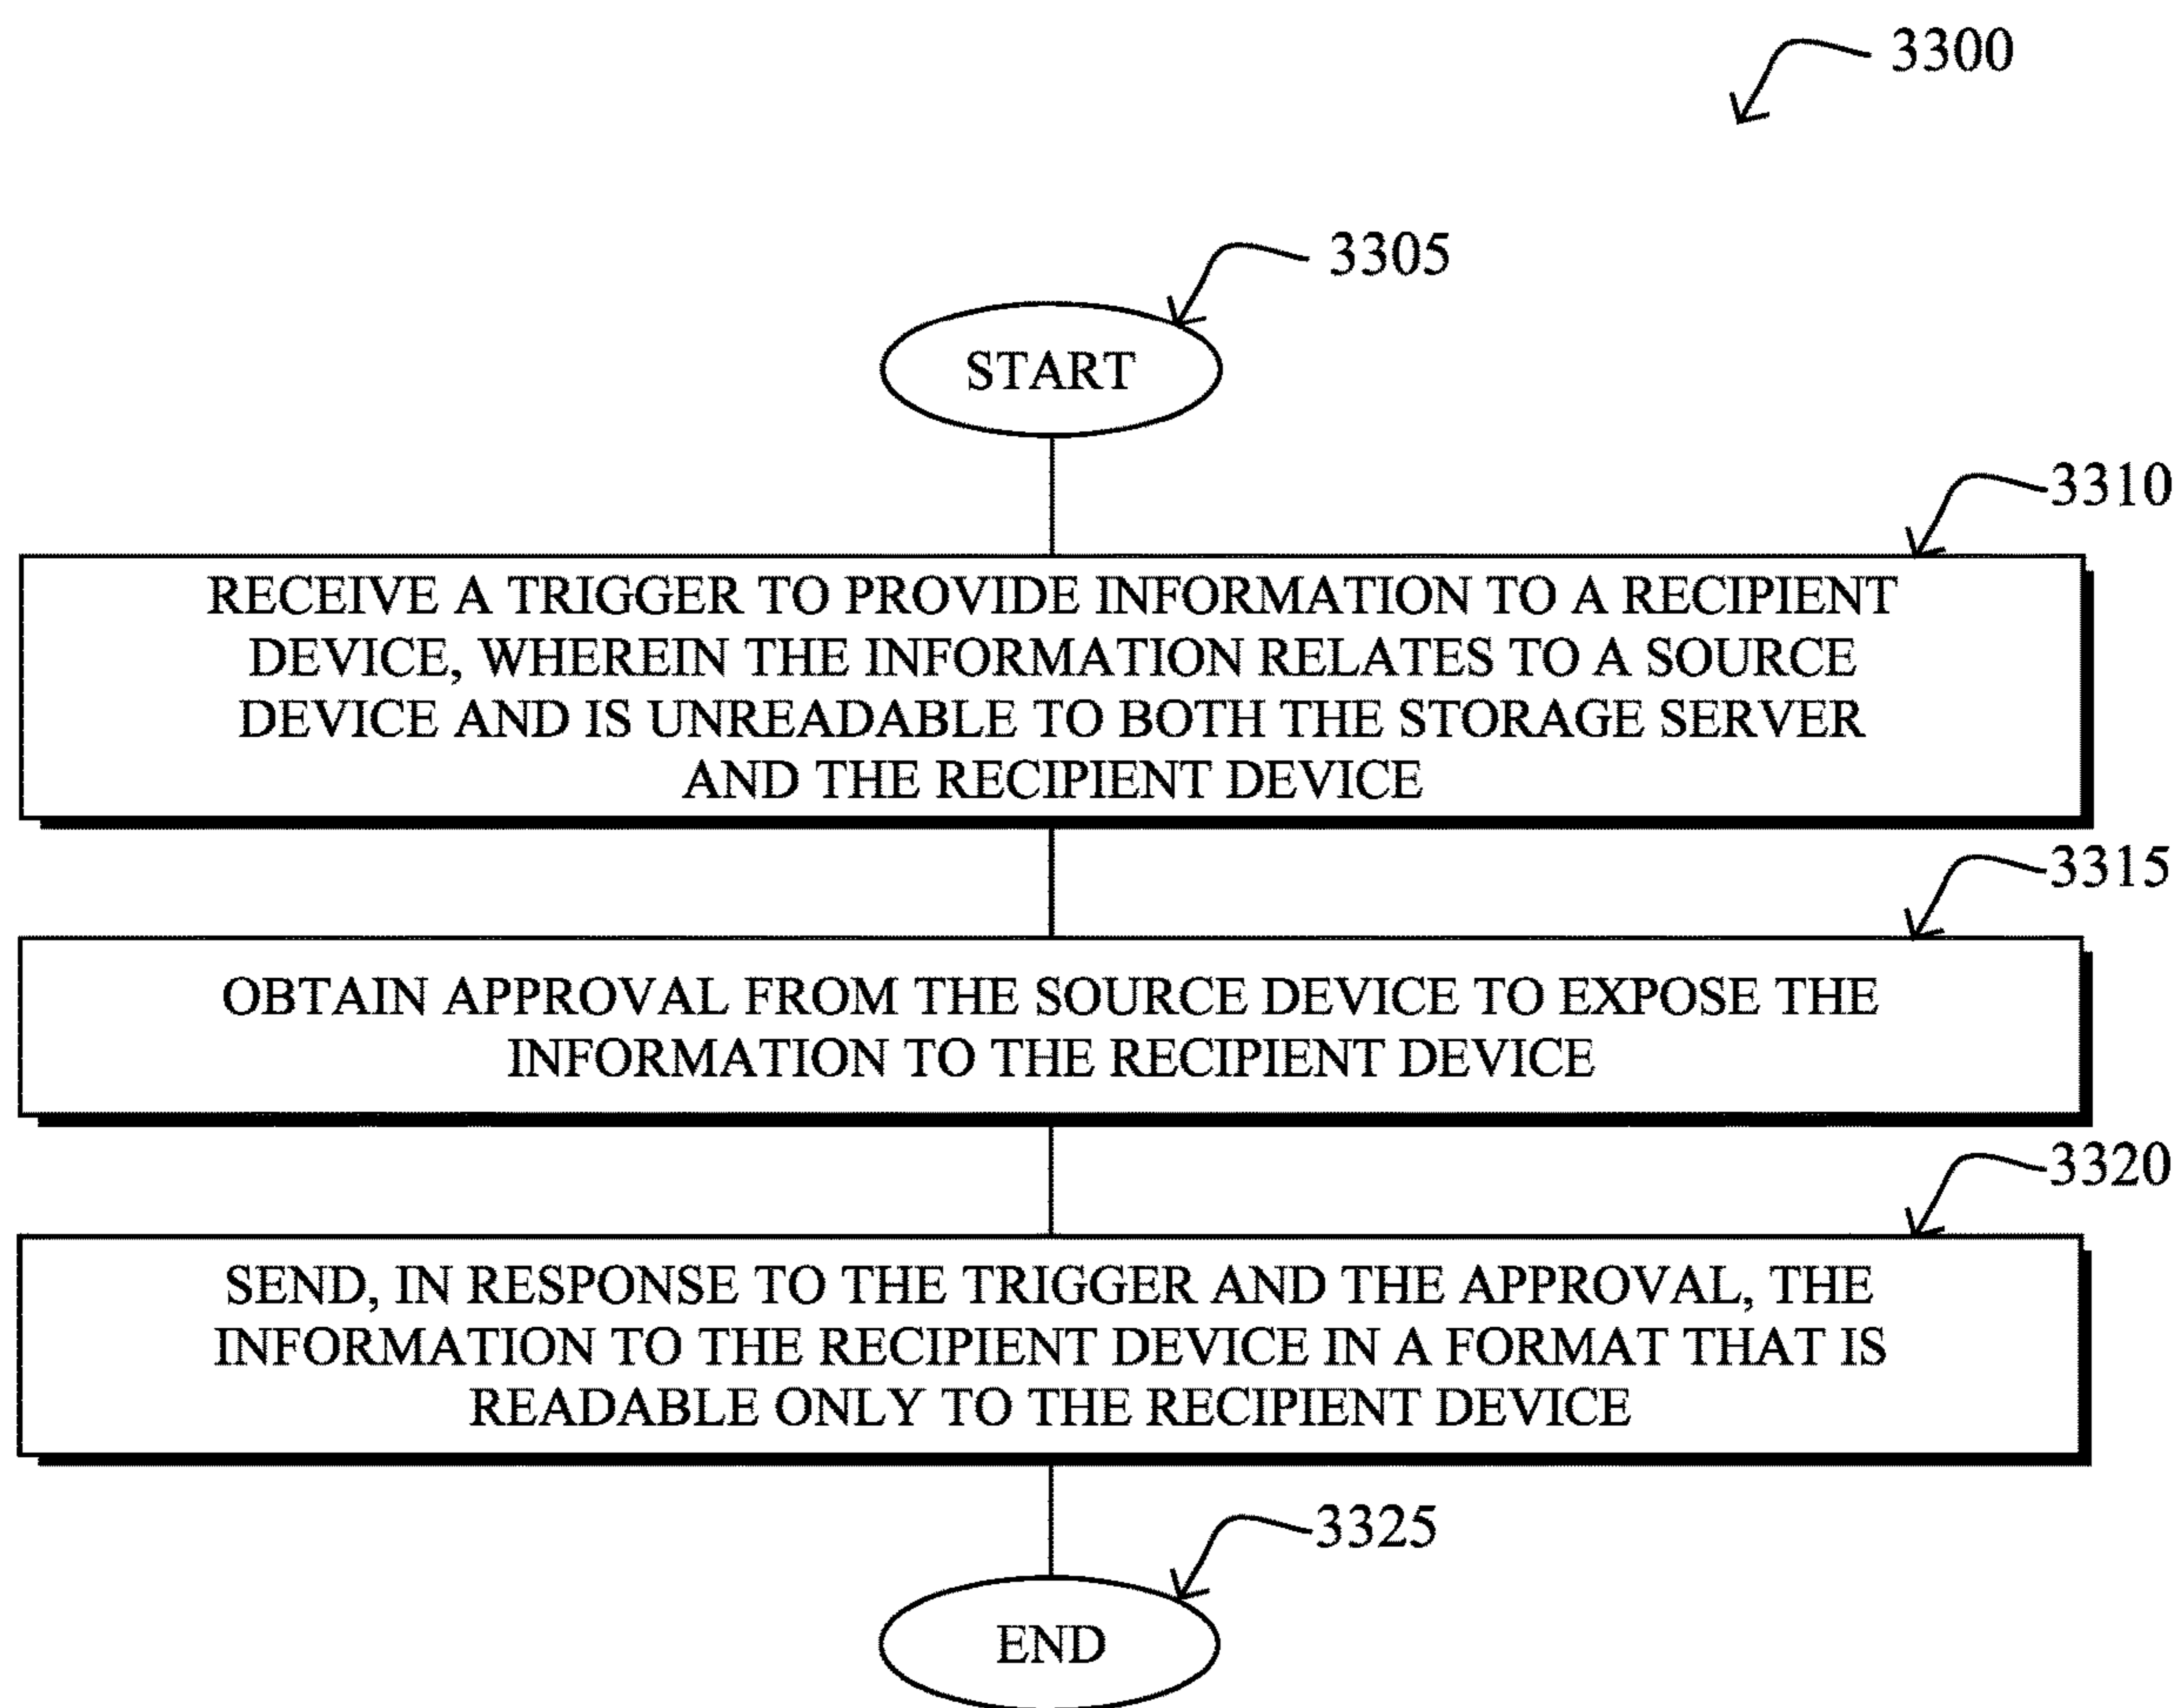 3300
3305
START
3310
RECEIVE A TRIGGER TO PROVIDE INFORMATION TO A RECIPIENT
DEVICE, WHEREIN THE INFORMATION RELATES TO A SOURCE
DEVICE AND IS UNREADABLE TO BOTH THE STORAGE SERVER
AND THE RECIPIENT DEVICE
3315
OBTAIN APPROVAL FROM THE SOURCE DEVICE TO EXPOSE THE
INFORMATION TO THE RECIPIENT DEVICE
3320
SEND, IN RESPONSE TO THE TRIGGER AND THE APPROVAL, THE
INFORMATION TO THE RECIPIENT DEVICE IN A FORMAT THAT IS
READABLE ONLY TO THE RECIPIENT DEVICE
3325
END